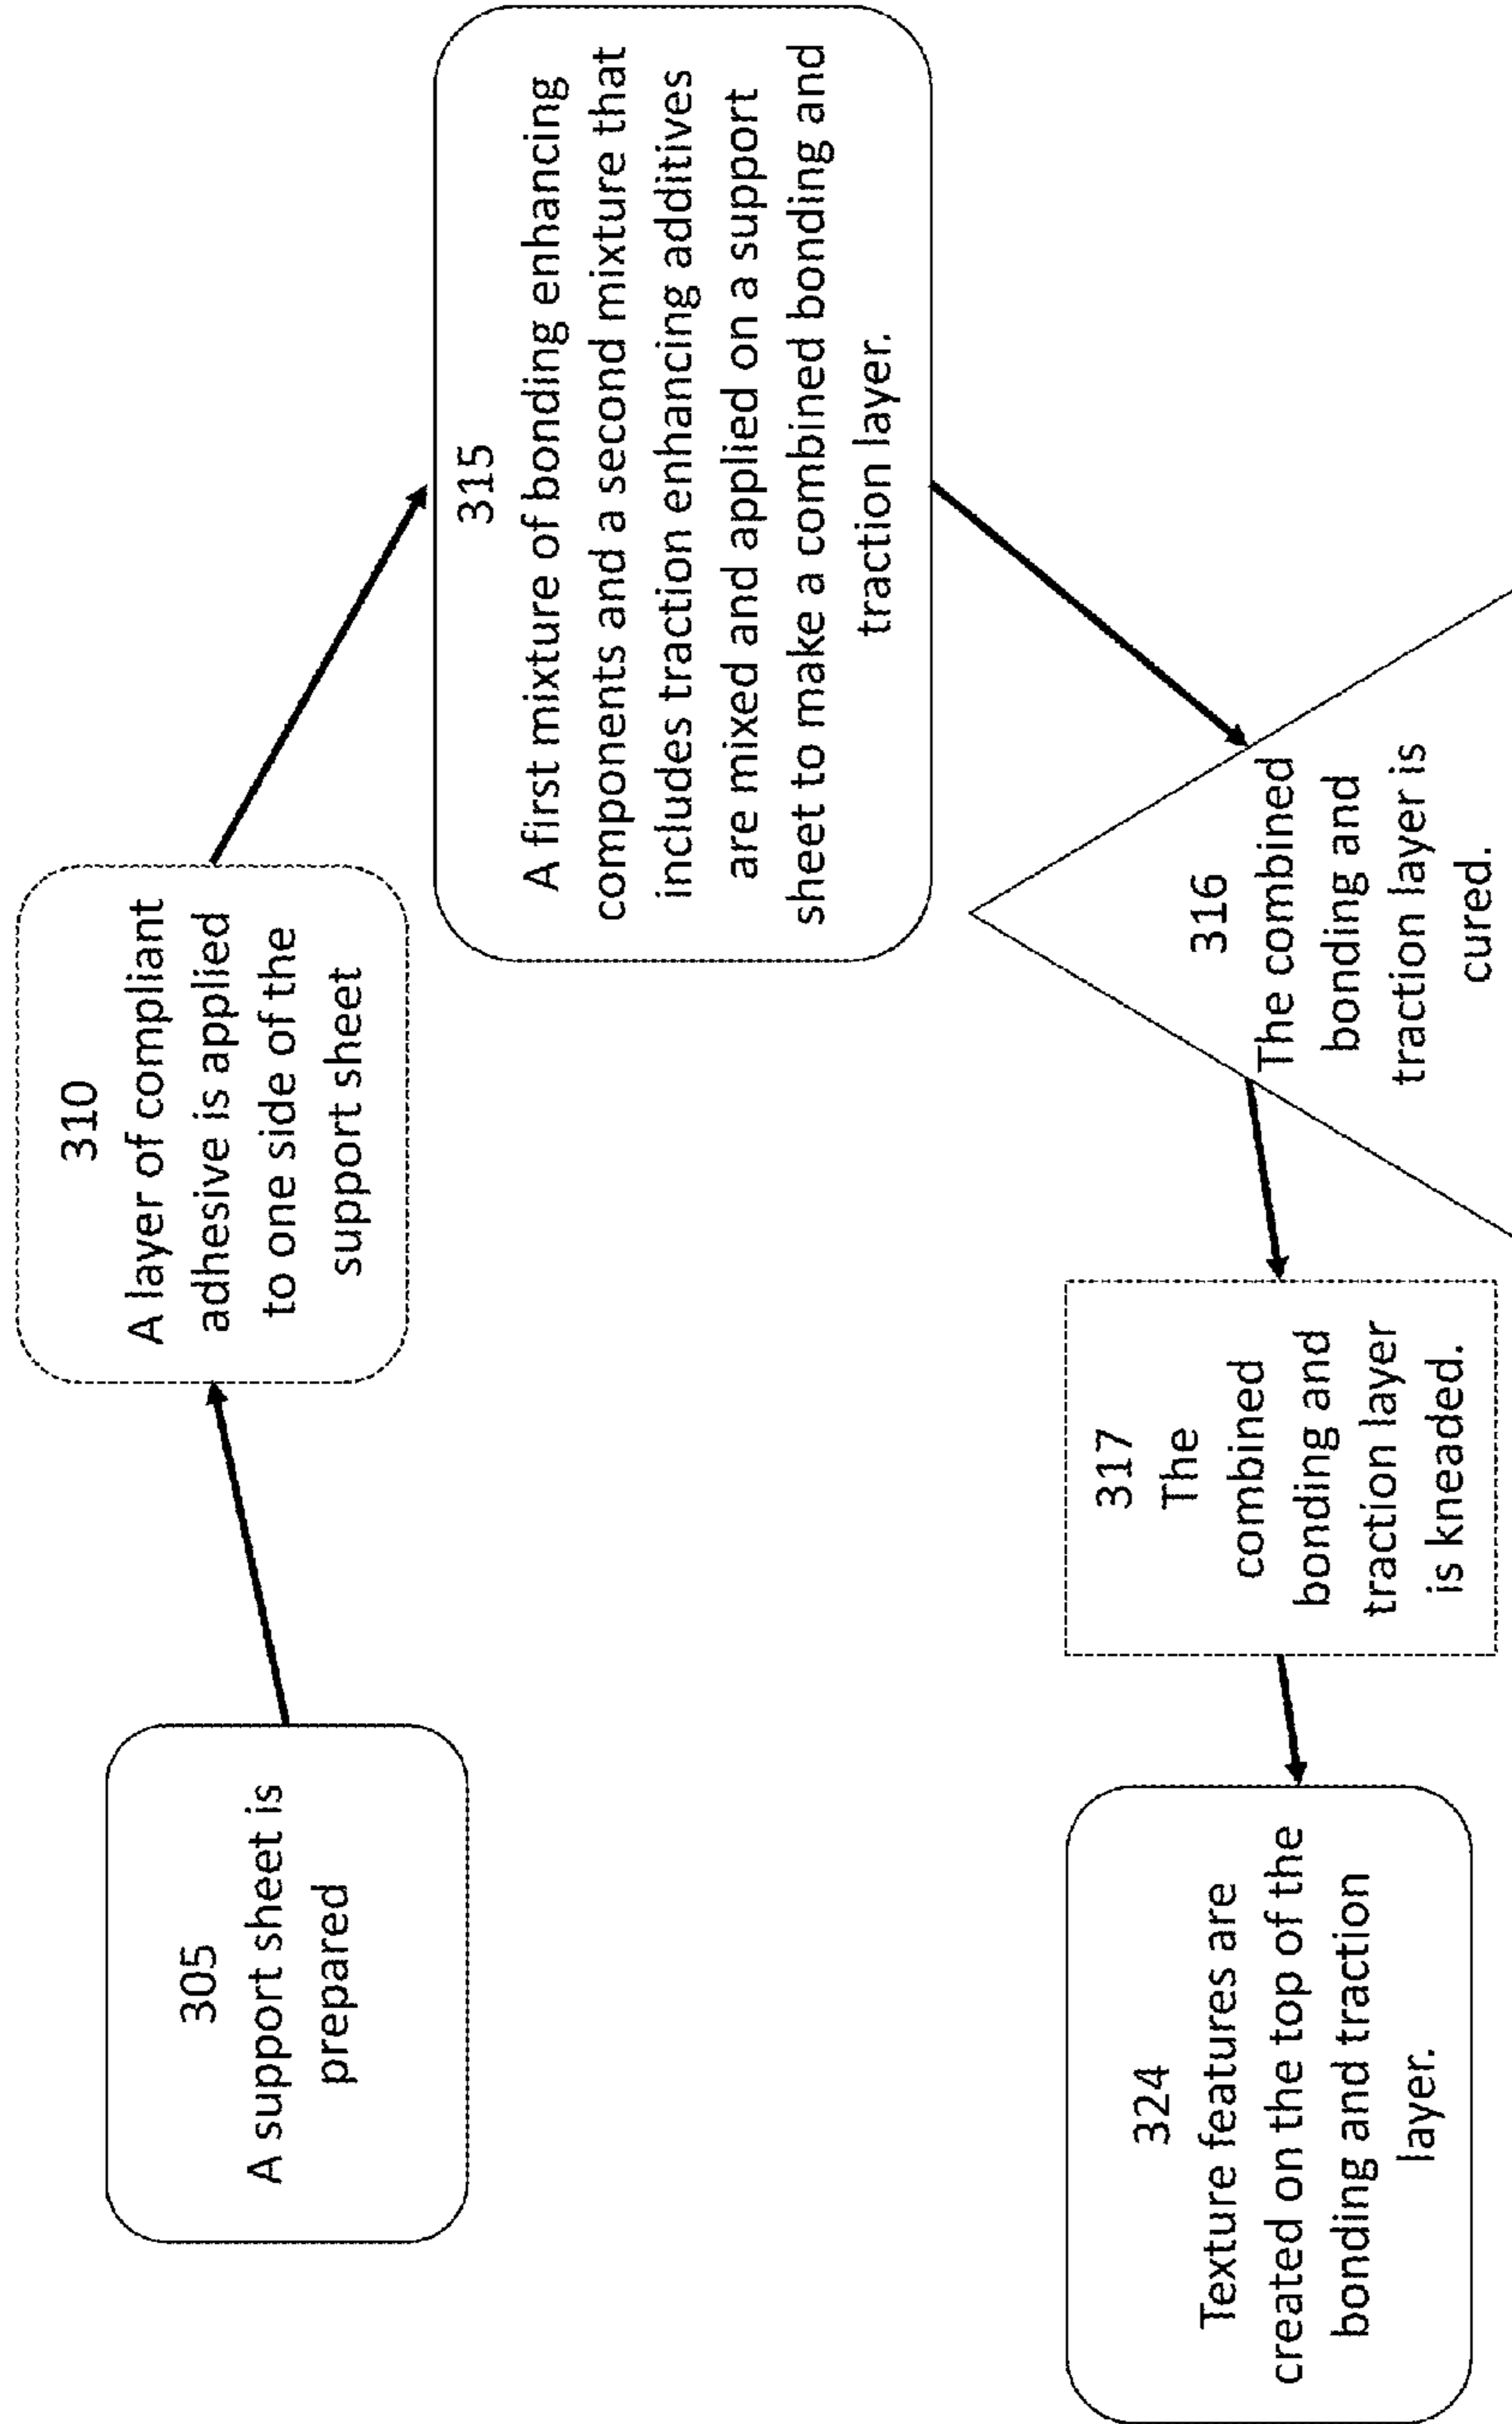 305
A support sheet is
prepared
310
A layer of compliant
adhesive is applied
to one side of the
support sheet
315
A first mixture of bonding enhancing
components and a second mixture that
includes traction enhancing additives
are mixed and applied on a support
sheet to make a combined bonding and
traction layer.
316
The combined
bonding and
traction layer is
cured.
317
The
combined
bonding and
traction layer
is kneaded.
324
Texture features are
created on the top of the
bonding and traction
layer.